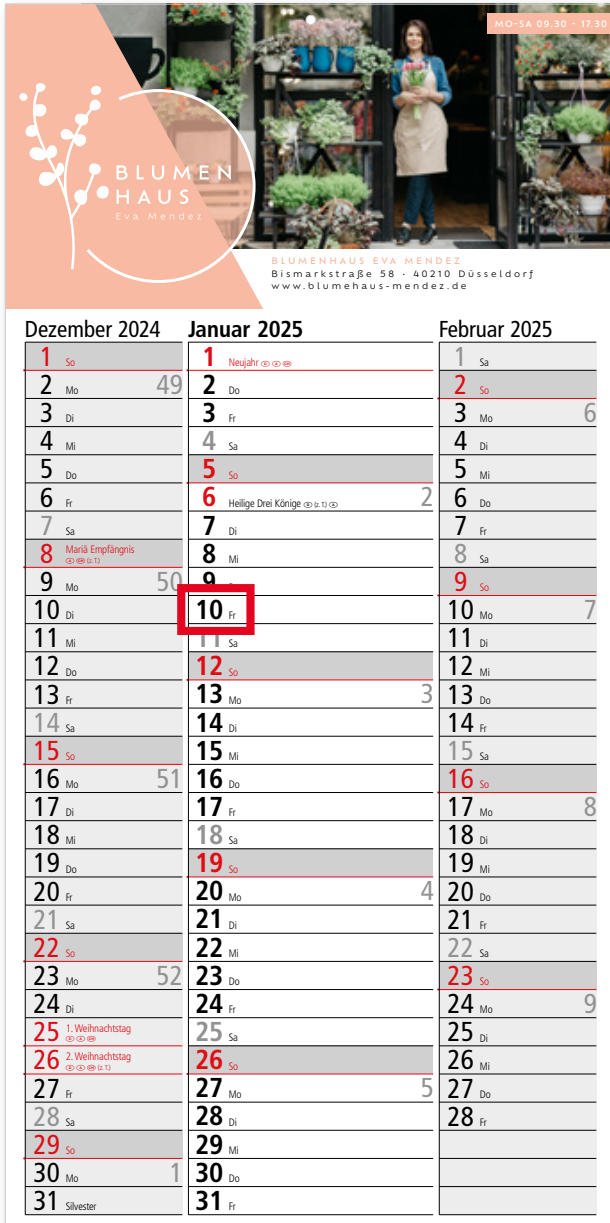 MO-SA 09.30 - 17.30
BLUMEN
HAUS
Eva Mendez
BLUMENHAUS EVA MENDEZ
Bismarkstraße 58 · 40210 Düsseldorf
www.blumehaus-mendez.de
Dezember 2024
1 So
2 Mo 49
3 Di
4 Mi
5 Do
6 Fr
7 Sa
8 Mariä Empfängnis
(z.T.)
9 Mo 50
10 Di
11 Mi
12 Do
13 Fr
14 Sa
15 So
16 Mo 51
17 Di
18 Mi
19 Do
20 Fr
21 Sa
22 So
23 Mo 52
24 Di
25 1. Weihnachtstag
26 2. Weihnachtstag
(z.T.)
27 Fr
28 Sa
29 So
30 Mo 1
31 Silvester
Januar 2025
1 Neujahr
2 Do
3 Fr
4 Sa
5 So
6 Heilige Drei Könige (z.T.) 2
7 Di
8 Mi
9
10 Fr
11 Sa
12 So
13 Mo 3
14 Di
15 Mi
16 Do
17 Fr
18 Sa
19 So
20 Mo 4
21 Di
22 Mi
23 Do
24 Fr
25 Sa
26 So
27 Mo 5
28 Di
29 Mi
30 Do
31 Fr
Februar 2025
1 Sa
2 So
3 Mo 6
4 Di
5 Mi
6 Do
7 Fr
8 Sa
9 So
10 Mo 7
11 Di
12 Mi
13 Do
14 Fr
15 Sa
16 So
17 Mo 8
18 Di
19 Mi
20 Do
21 Fr
22 Sa
23 So
24 Mo 9
25 Di
26 Mi
27 Do
28 Fr